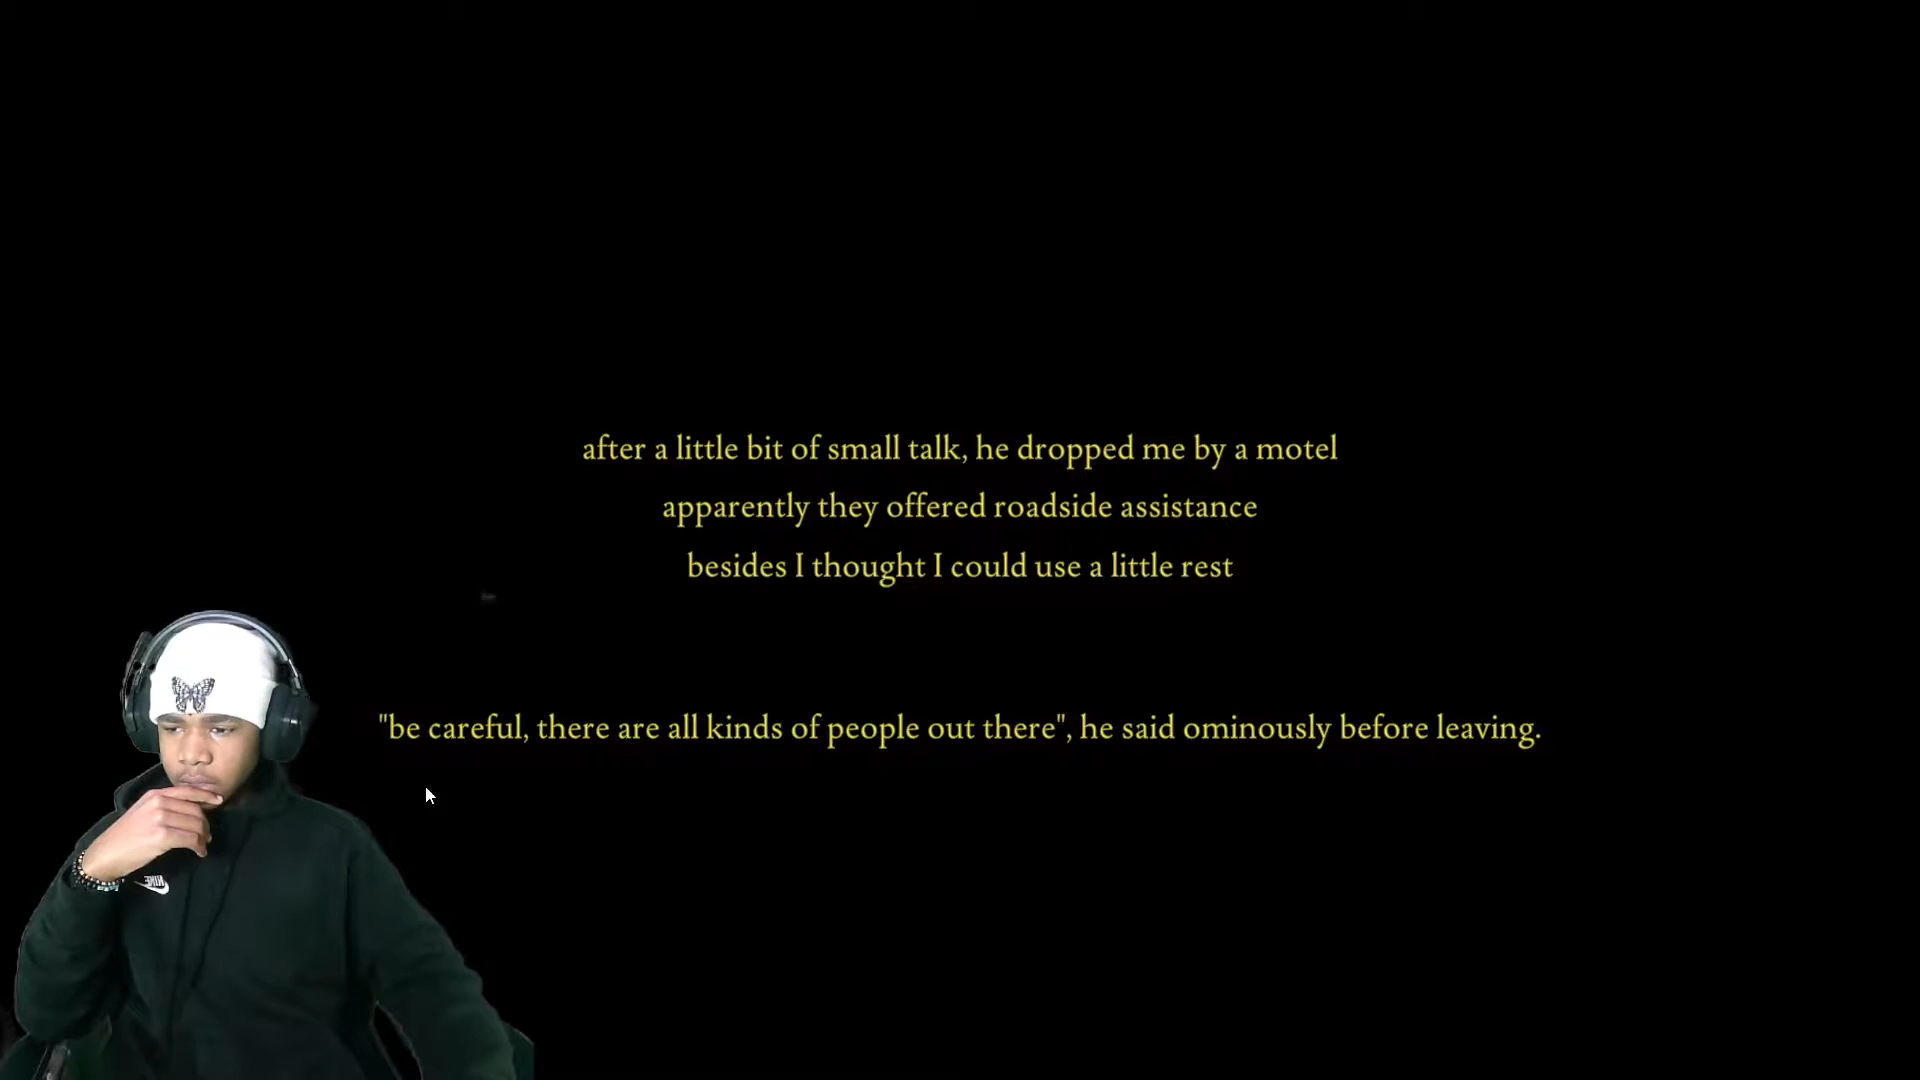 after a little bit of small talk, he dropped me by a motel
apparently they offered roadside assistance
besides I thought I could use a little rest
"be careful, there are all kinds of people out there", he said ominously before leaving.
NIKE